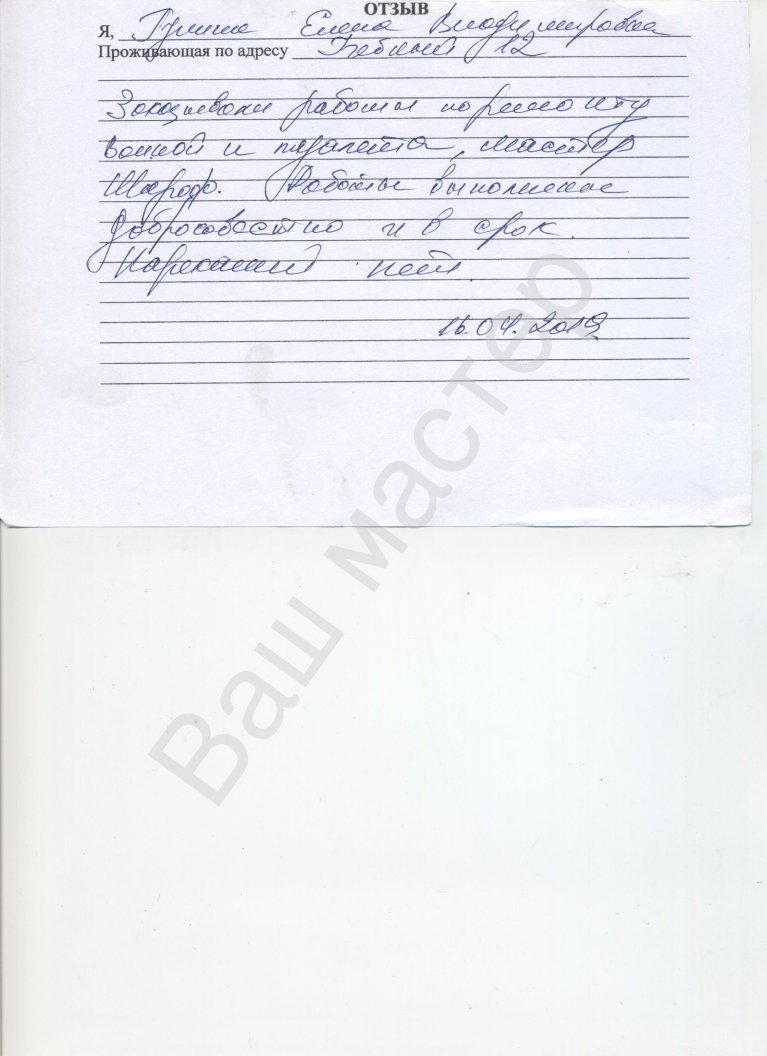 ОТЗЫВ
Я, Елена Владимировна
Проживающая по адресу 12
Заказывали работы по ремонту
ванной и туалета, мастер
Шароф. Работы выполнены
добросовестно и в срок.
Нареканий нет
16.04.2019
Ваш мастер